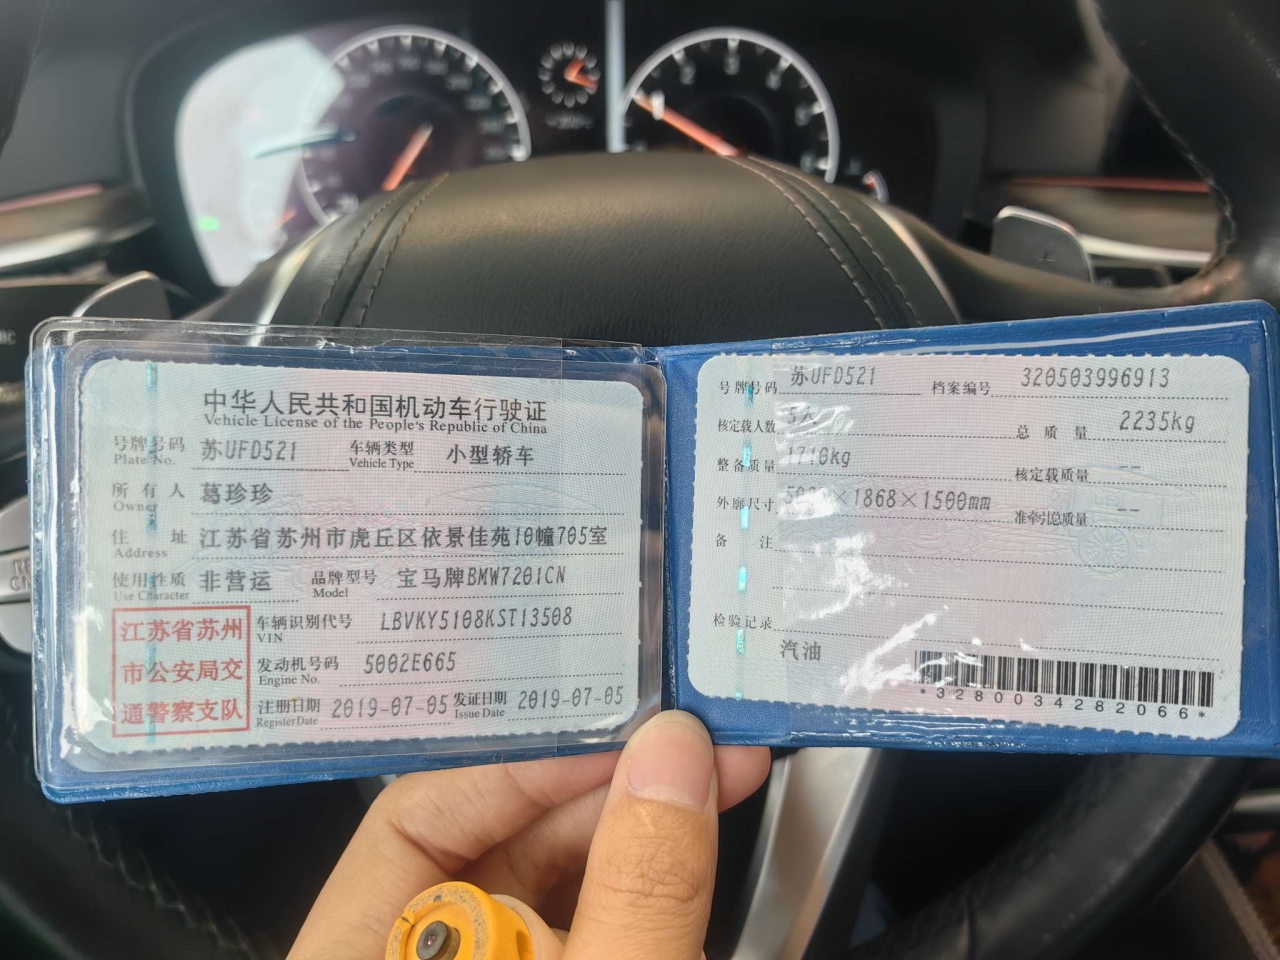 中华人民共和国机动车行驶证
Vehicle License of the People's Republic of China
号牌号码 苏UFD521 车辆类型 小型轿车
Plate No. Vehicle Type
所有人 葛珍珍
Owner
住址 江苏省苏州市虎丘区依景佳苑10幢705室
Address
使用性质 非营运 品牌型号 宝马牌BMW7201CN
Use Character Model
江苏省苏州
市公安局交
通警察支队
车辆识别代号 LBVKY5108KST13508
VIN
发动机号码 5002E665
Engine No.
注册日期 2019-07-05 发证日期 2019-07-05
Register Date Issue Date
号牌号码 苏UFD521 档案编号 320503996913
核定载人数 5人 总质量 2235kg
整备质量 1710kg 核定载质量 --
外廓尺寸 ×1868×1500mm 准牵引总质量 --
备注
检验记录
汽油
*3280034282066*